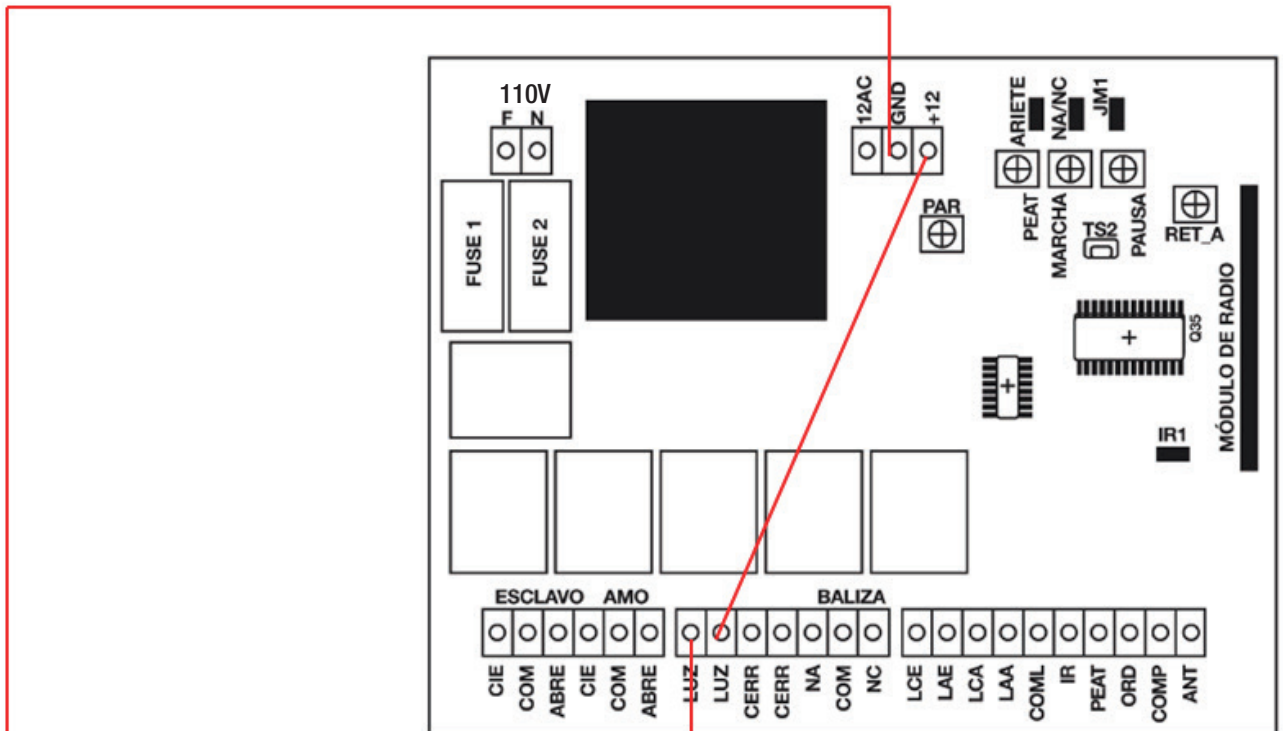 110V
F N
12AC GND +12
ARIETE NA/NC JM1
FUSE 1 FUSE 2
PAR
PEAT MARCHA PAUSA
TS2
RET_A
Q35
MÓDULO DE RADIO
IR1
ESCLAVO AMO BALIZA
CIE COM ABRE CIE COM ABRE LUZ LUZ CERR CERR NA COM NC LCE LAE LCA LAA COML IR PEAT ORD COMP ANT